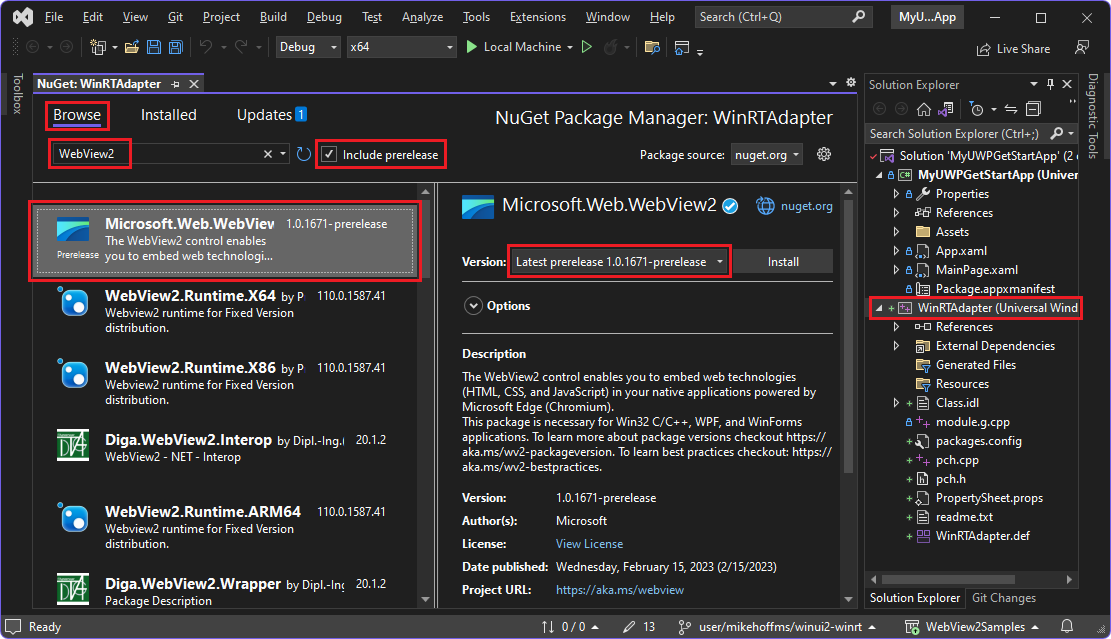 File Edit View Git Project Build Debug Test Analyze Tools Extensions Window Help Search (Ctrl+Q) MyU...App
Debug x64 Local Machine Live Share
Toolbox
NuGet: WinRTAdapter
Browse Installed Updates 1
NuGet Package Manager: WinRTAdapter
WebView2 Include prerelease
Package source: nuget.org
Microsoft.Web.WebView 1.0.1671-prerelease
The WebView2 control enables
Prerelease you to embed web technologi...
WebView2.Runtime.X64 by P 110.0.1587.41
Webview2 runtime for Fixed Version
distribution.
WebView2.Runtime.X86 by P 110.0.1587.41
Webview2 runtime for Fixed Version
distribution.
Diga.WebView2.Interop by Dipl.-Ing.( 20.1.2
WebView2 - NET - Interop
WebView2.Runtime.ARM64 110.0.1587.41
Webview2 runtime for Fixed Version
distribution.
Diga.WebView2.Wrapper by Dipl.-Ing 20.1.2
Package Description
Microsoft.Web.WebView2 nuget.org
Version: Latest prerelease 1.0.1671-prerelease Install
Options
Description
The WebView2 control enables you to embed web technologies
(HTML, CSS, and JavaScript) in your native applications powered by
Microsoft Edge (Chromium).
This package is necessary for Win32 C/C++, WPF, and WinForms
applications. To learn more about package versions checkout https://
aka.ms/wv2-packageversion. To learn best practices checkout: https://
aka.ms/wv2-bestpractices.
Version: 1.0.1671-prerelease
Author(s): Microsoft
License: View License
Date published: Wednesday, February 15, 2023 (2/15/2023)
Project URL: https://aka.ms/webview
Solution Explorer
Search Solution Explorer (Ctrl+;)
Solution 'MyUWPGetStartApp' (2 c
C# MyUWPGetStartApp (Univer
Properties
References
Assets
App.xaml
MainPage.xaml
Package.appxmanifest
WinRTAdapter (Universal Wind
References
External Dependencies
Generated Files
Resources
Class.idl
module.g.cpp
packages.config
pch.cpp
pch.h
PropertySheet.props
readme.txt
WinRTAdapter.def
Solution Explorer Git Changes
Diagnostic Tools
Ready 0 / 0 13 user/mikehoffms/winui2-winrt WebView2Samples